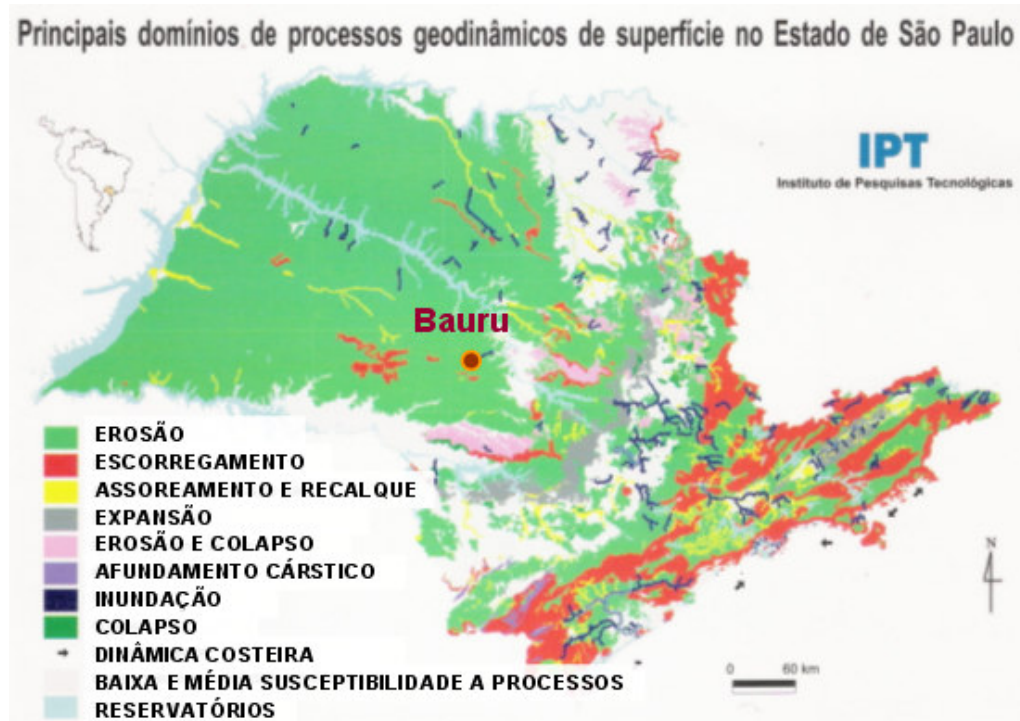 Principais domínios de processos geodinâmicos de superfície no Estado de São Paulo
IPT
Instituto de Pesquisas Tecnológicas
Bauru
EROSÃO
ESCORREGAMENTO
ASSOREAMENTO E RECALQUE
EXPANSÃO
EROSÃO E COLAPSO
AFUNDAMENTO CÁRSTICO
INUNDAÇÃO
COLAPSO
DINÂMICA COSTEIRA
BAIXA E MÉDIA SUSCEPTIBILIDADE A PROCESSOS
RESERVATÓRIOS
N
0 60 km